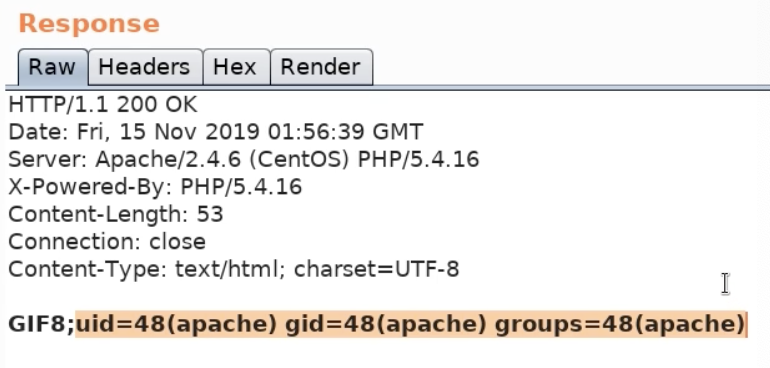 Response
Raw Headers Hex Render
HTTP/1.1 200 OK
Date: Fri, 15 Nov 2019 01:56:39 GMT
Server: Apache/2.4.6 (CentOS) PHP/5.4.16
X-Powered-By: PHP/5.4.16
Content-Length: 53
Connection: close
Content-Type: text/html; charset=UTF-8
GIF8;uid=48(apache) gid=48(apache) groups=48(apache)